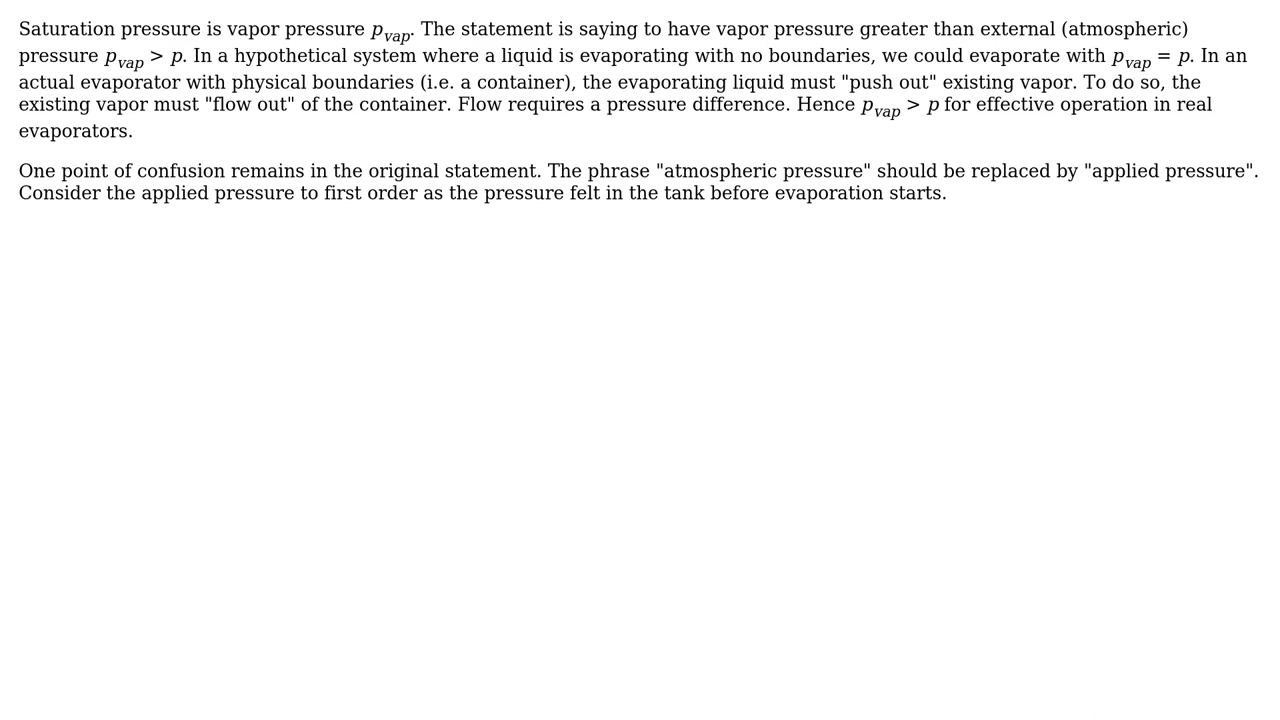 Saturation pressure is vapor pressure p_vap. The statement is saying to have vapor pressure greater than external (atmospheric)
pressure p_vap > p. In a hypothetical system where a liquid is evaporating with no boundaries, we could evaporate with p_vap = p. In an
actual evaporator with physical boundaries (i.e. a container), the evaporating liquid must "push out" existing vapor. To do so, the
existing vapor must "flow out" of the container. Flow requires a pressure difference. Hence p_vap > p for effective operation in real
evaporators.
One point of confusion remains in the original statement. The phrase "atmospheric pressure" should be replaced by "applied pressure".
Consider the applied pressure to first order as the pressure felt in the tank before evaporation starts.